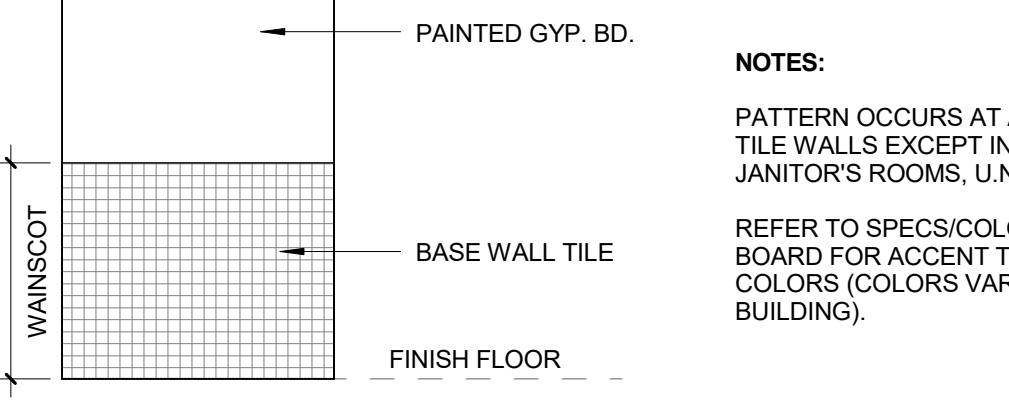 PAINTED GYP. BD.
WAINSCOT
BASE WALL TILE
FINISH FLOOR
NOTES:
PATTERN OCCURS AT
TILE WALLS EXCEPT IN
JANITOR'S ROOMS,
REFER TO
BOARD FOR ACCENT
COLORS (COLORS
BUILDING).